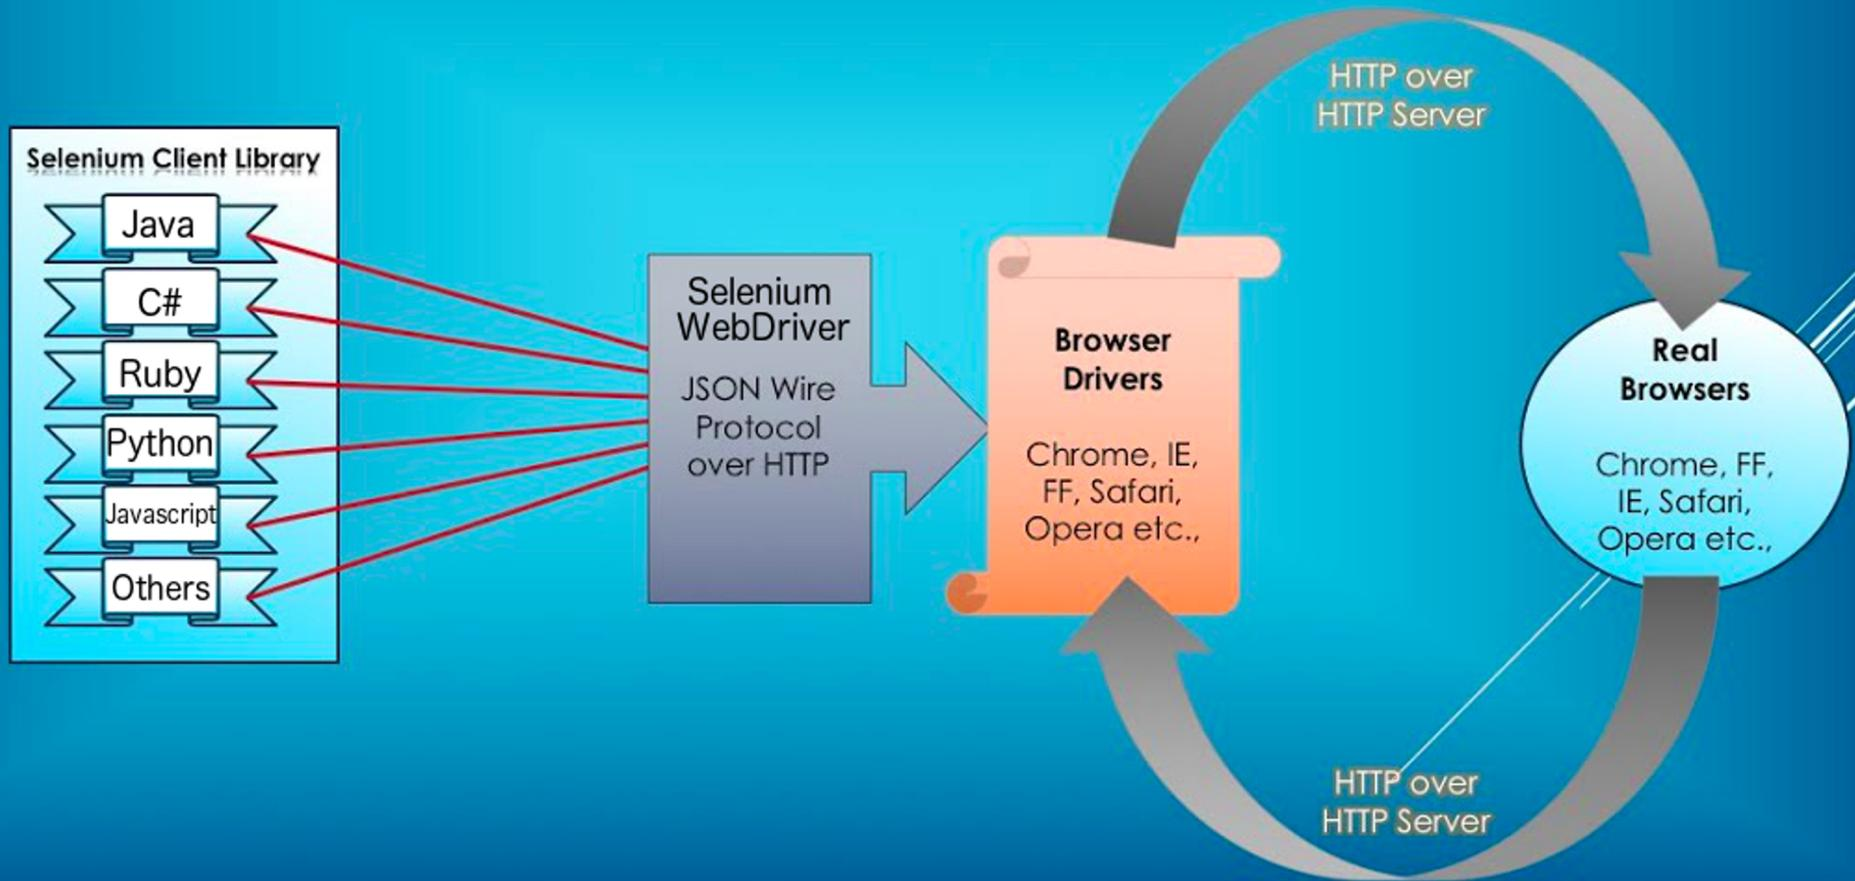 Selenium Client Library
Java
C#
Ruby
Python
Javascript
Others
Selenium
WebDriver
JSON Wire
Protocol
over HTTP
Browser
Drivers
Chrome, IE,
FF, Safari,
Opera etc.,
HTTP over
HTTP Server
Real
Browsers
Chrome, FF,
IE, Safari,
Opera etc.,
HTTP over
HTTP Server